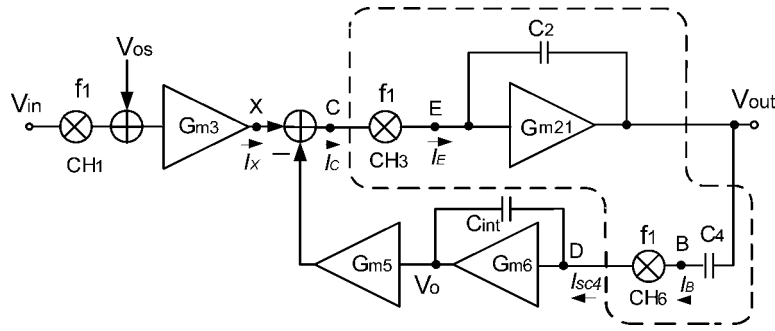 C2
Vos
f1
f1
Vin
X
C
E
Vout
Gm3
Gm21
CH1
IX
IC
CH3
IE
Cint
f1
C4
D
B
Gm5
Gm6
Vo
ISC4
CH6
IB